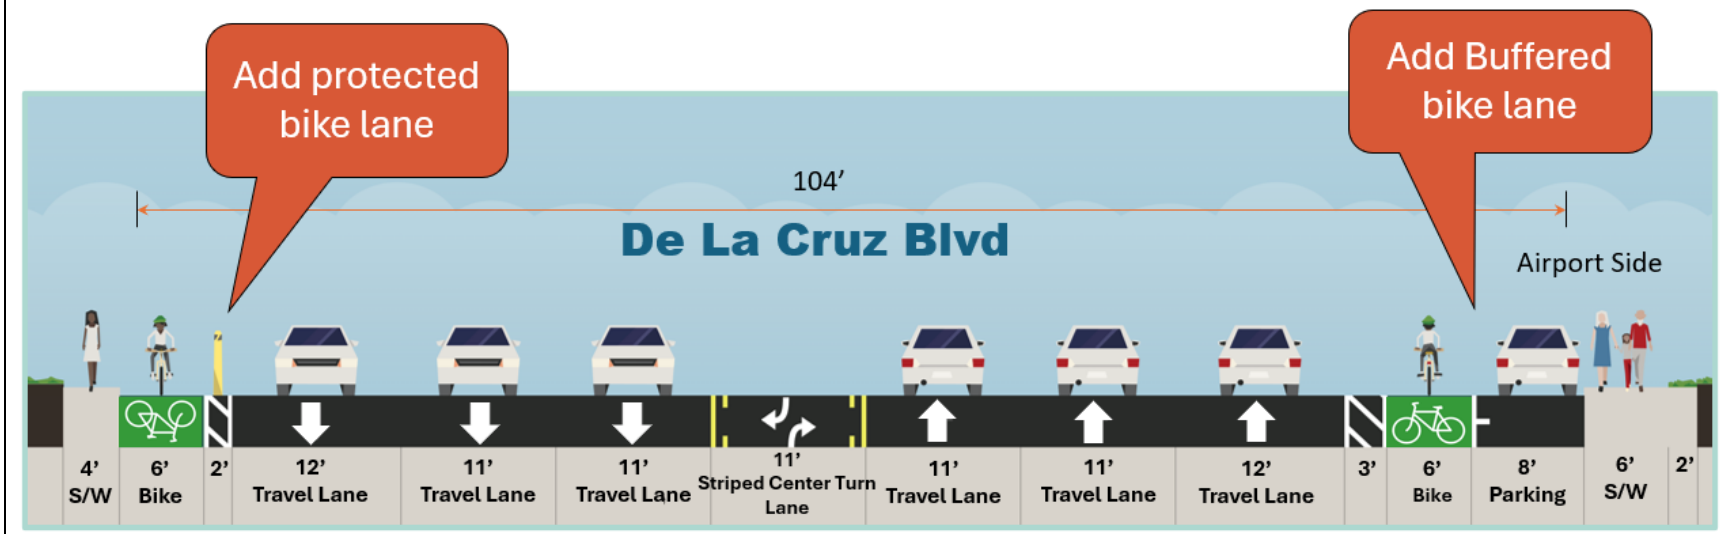 Add protected
bike lane
Add Buffered
bike lane
104’
De La Cruz Blvd
Airport Side
4’
S/W
6’
Bike
2’
12’
Travel Lane
11’
Travel Lane
11’
Travel Lane
11’
Striped Center Turn
Lane
11’
Travel Lane
11’
Travel Lane
12’
Travel Lane
3’
6’
Bike
8’
Parking
6’
S/W
2’